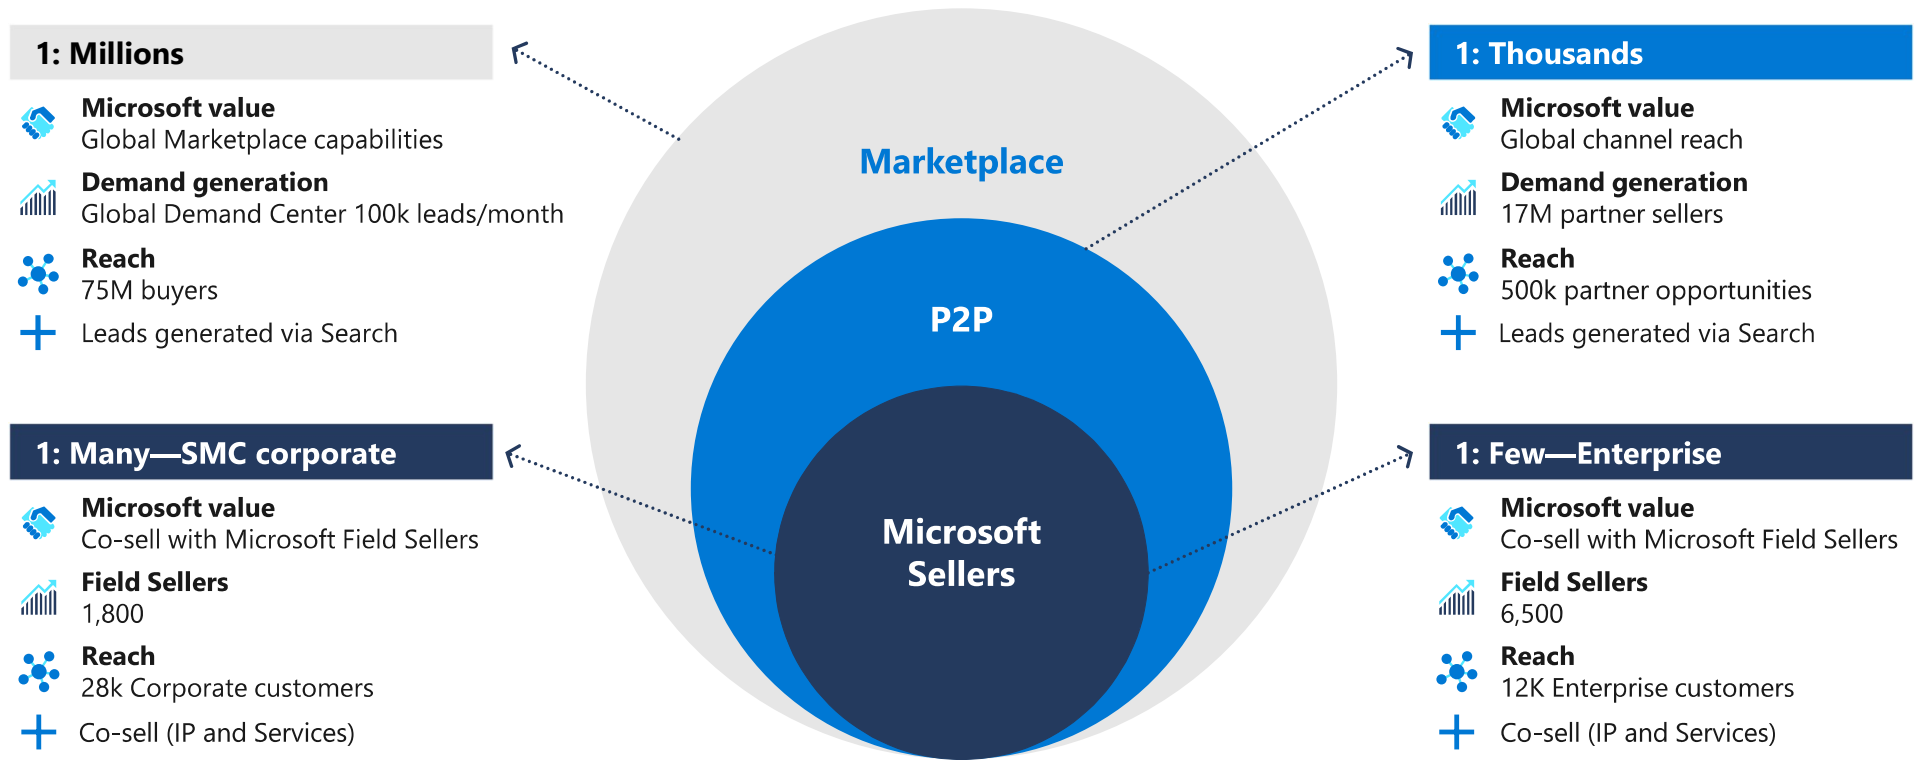 1: Millions
Microsoft value
Global Marketplace capabilities
Demand generation
Global Demand Center 100k leads/month
Reach
75M buyers
Leads generated via Search
Marketplace
P2P
Microsoft
Sellers
1: Thousands
Microsoft value
Global channel reach
Demand generation
17M partner sellers
Reach
500k partner opportunities
Leads generated via Search
1: Many—SMC corporate
Microsoft value
Co-sell with Microsoft Field Sellers
Field Sellers
1,800
Reach
28k Corporate customers
Co-sell (IP and Services)
1: Few—Enterprise
Microsoft value
Co-sell with Microsoft Field Sellers
Field Sellers
6,500
Reach
12K Enterprise customers
Co-sell (IP and Services)